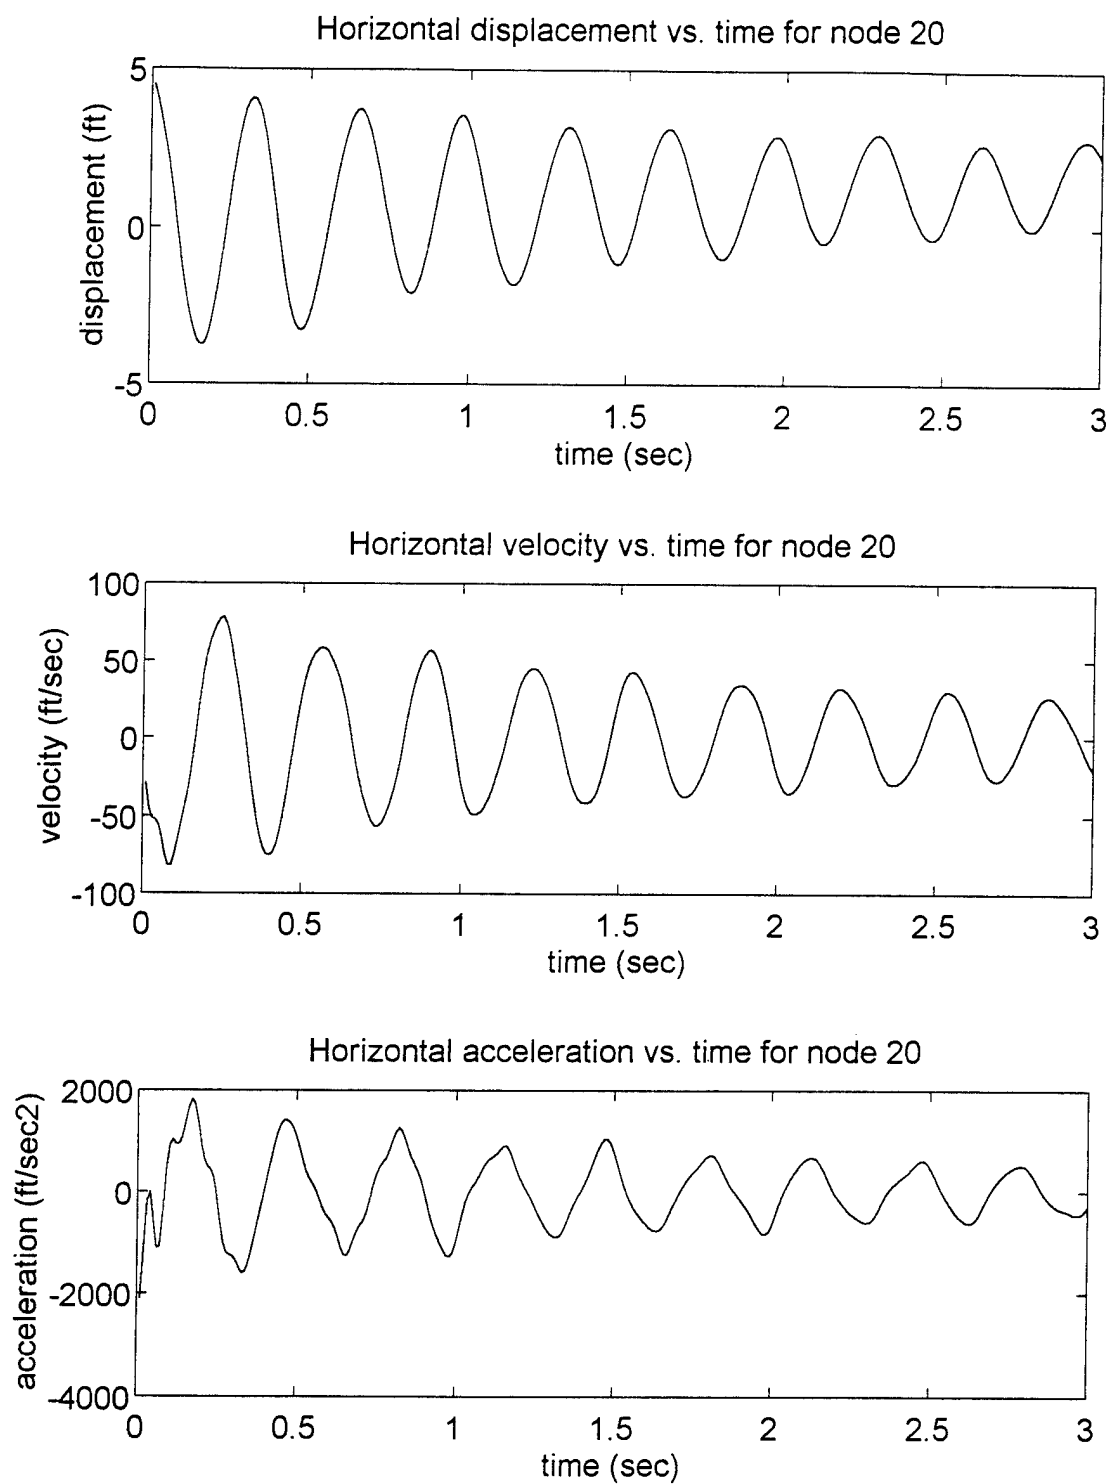 Horizontal displacement vs. time for node 20
5
0
-5
displacement (ft)
0 0.5 1 1.5 2 2.5 3
time (sec)
Horizontal velocity vs. time for node 20
100
50
0
-50
-100
velocity (ft/sec)
0 0.5 1 1.5 2 2.5 3
time (sec)
Horizontal acceleration vs. time for node 20
2000
0
-2000
-4000
acceleration (ft/sec2)
0 0.5 1 1.5 2 2.5 3
time (sec)